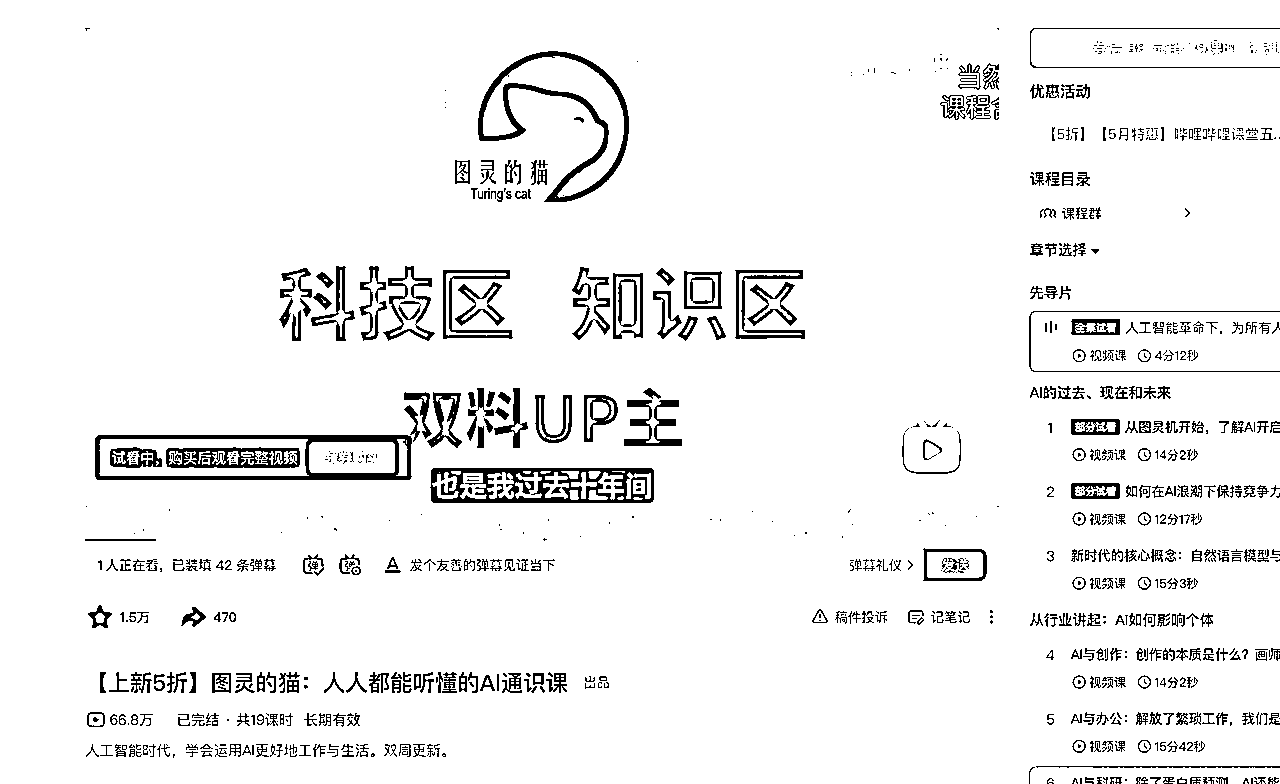 当然
课程含
图灵的猫
Turing's cat
科技区 知识区
双料UP主
试看中，购买后观看完整视频
也是我过去十年间
1人正在看，已装填 42 条弹幕
发个友善的弹幕见证当下
弹幕礼仪
发送
1.5万
470
稿件投诉
记笔记
【上新5折】图灵的猫：人人都能听懂的AI通识课 出品
66.8万 已完结 · 共19课时 长期有效
人工智能时代，学会运用AI更好地工作与生活。双周更新。
优惠活动
【5折】【5月特惠】哔哩哔哩课堂五...
课程目录
课程群
章节选择
先导片
全集试看 人工智能革命下，为所有人
视频课 4分12秒
AI的过去、现在和未来
1 部分试看 从图灵机开始，了解AI开启
视频课 14分2秒
2 部分试看 如何在AI浪潮下保持竞争力
视频课 12分17秒
3 新时代的核心概念：自然语言模型与
视频课 15分3秒
从行业讲起：AI如何影响个体
4 AI与创作：创作的本质是什么？画师
视频课 14分2秒
5 AI与办公：解放了繁琐工作，我们是
视频课 15分42秒
6 AI与科研：除了蛋白质预测，AI还能